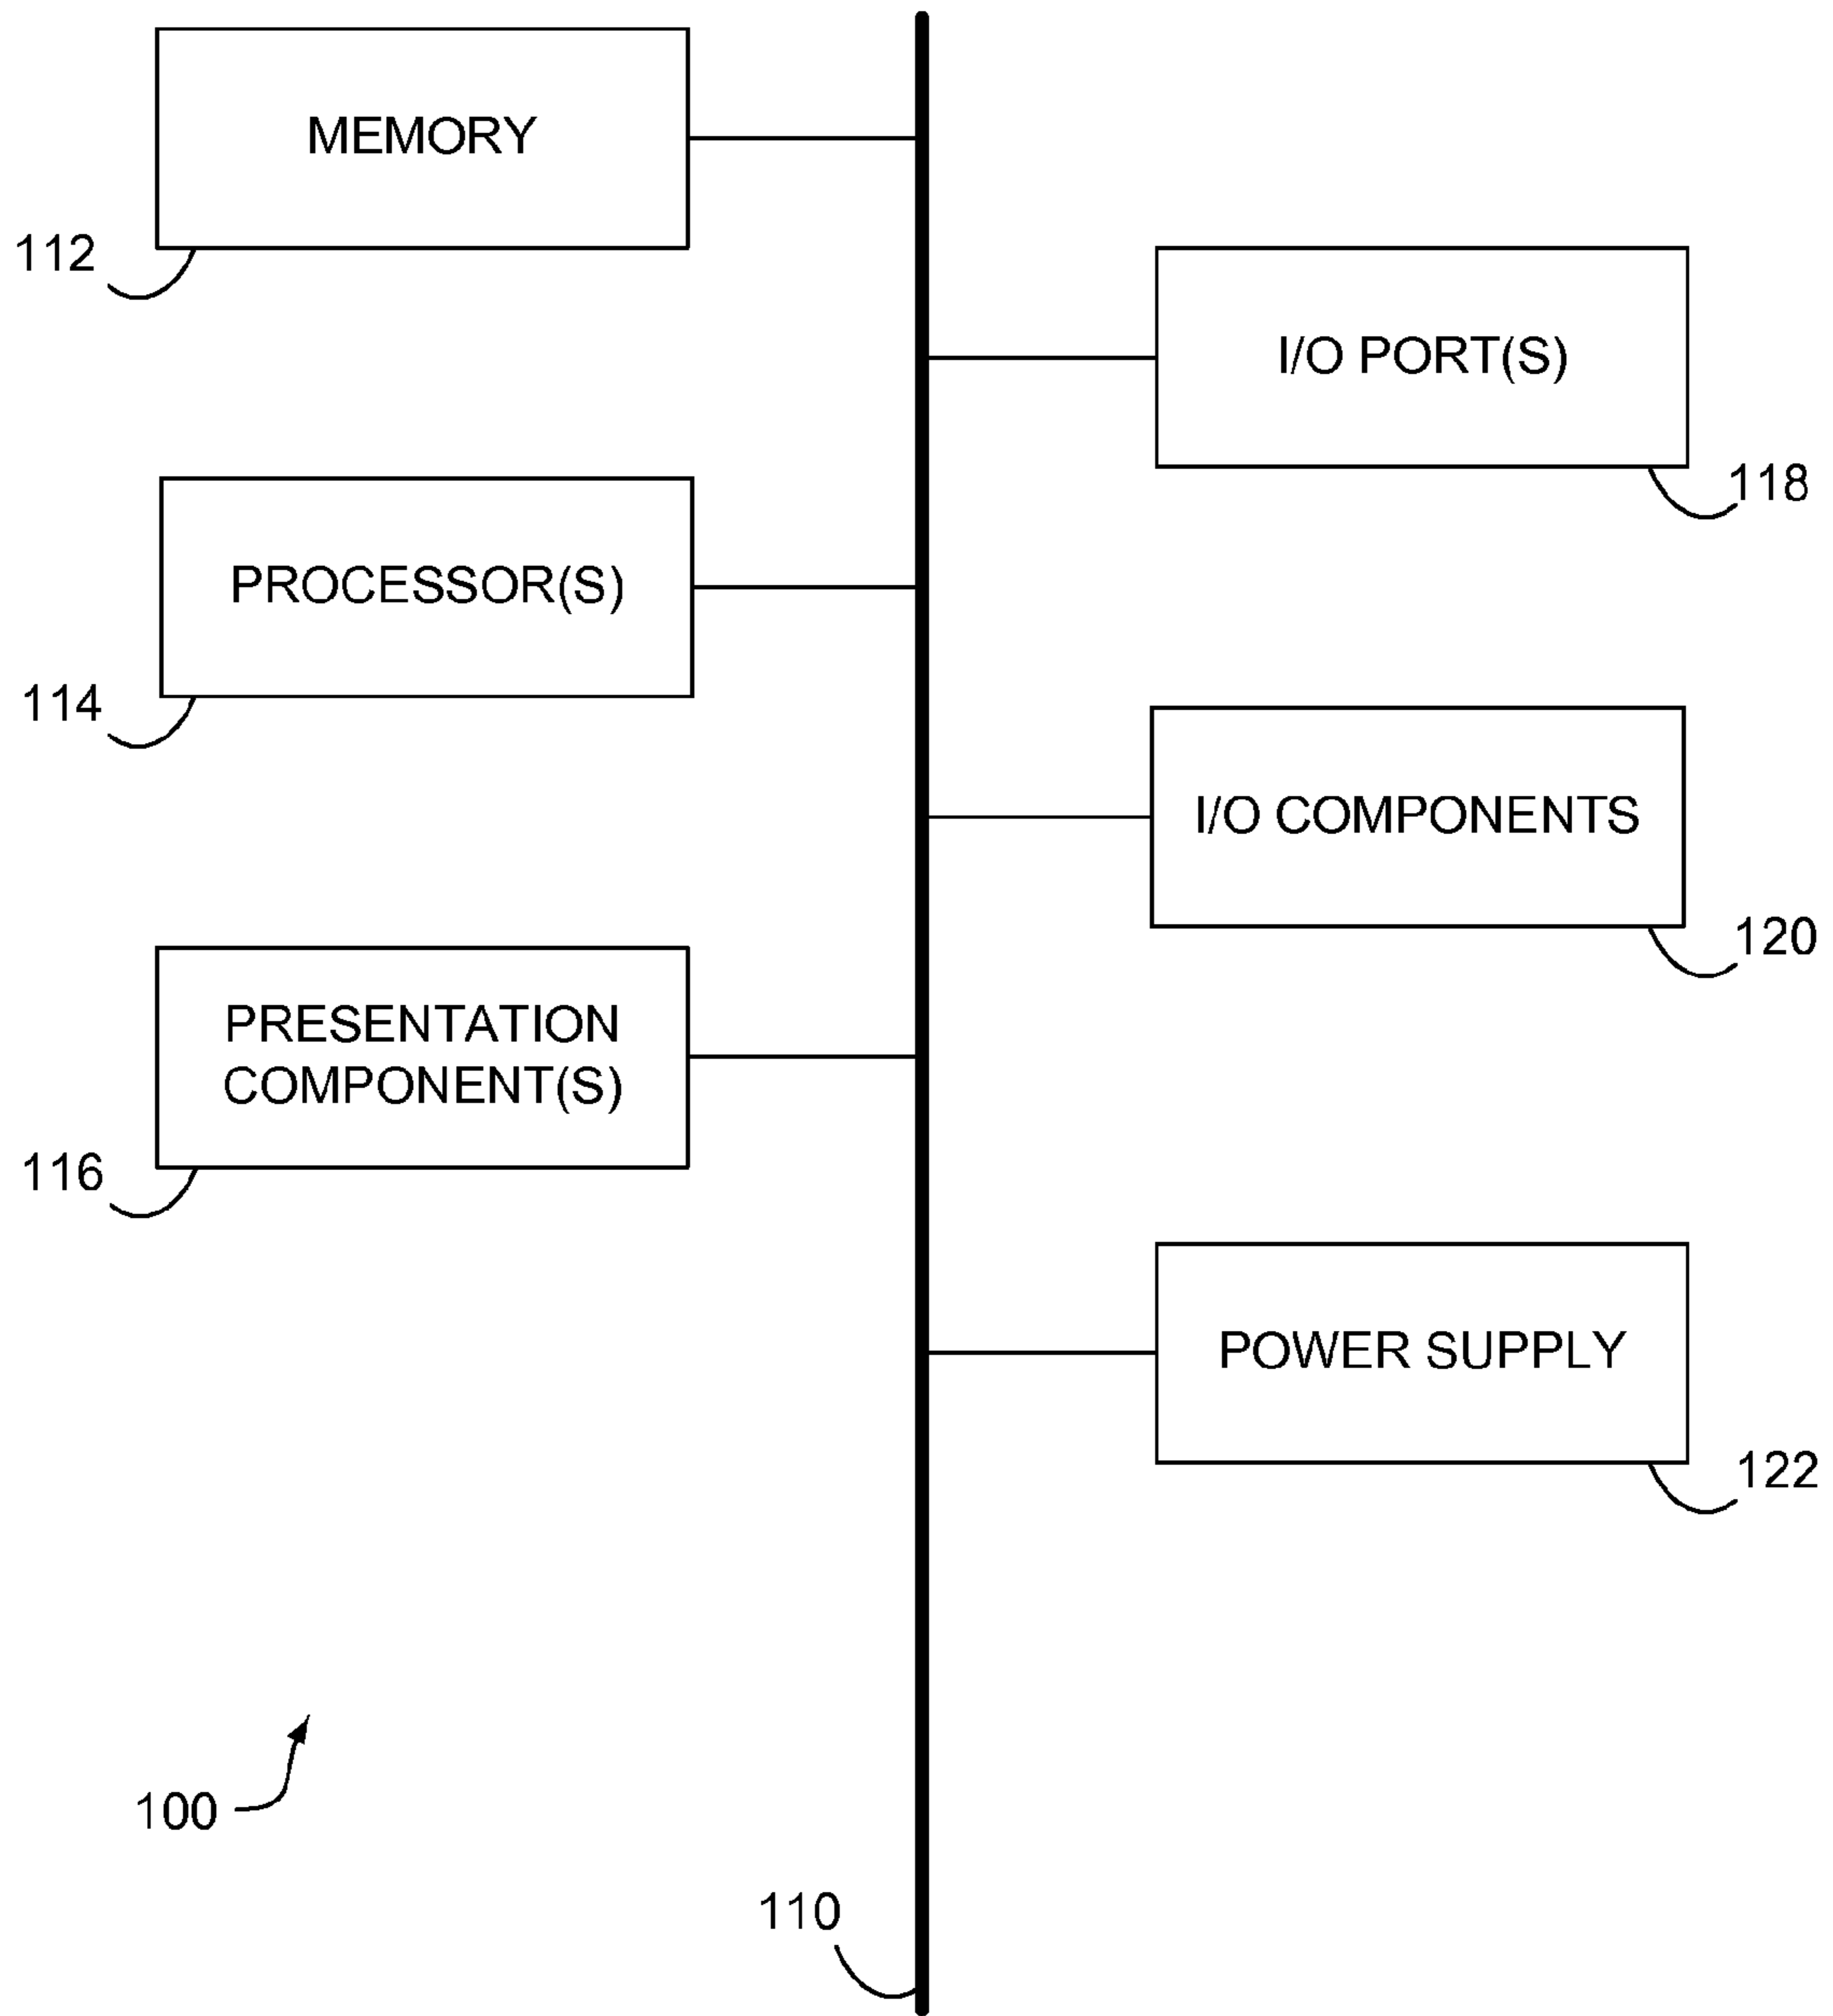 MEMORY
112
I/O PORT(S)
118
PROCESSOR(S)
114
I/O COMPONENTS
120
PRESENTATION
COMPONENT(S)
116
POWER SUPPLY
122
100
110